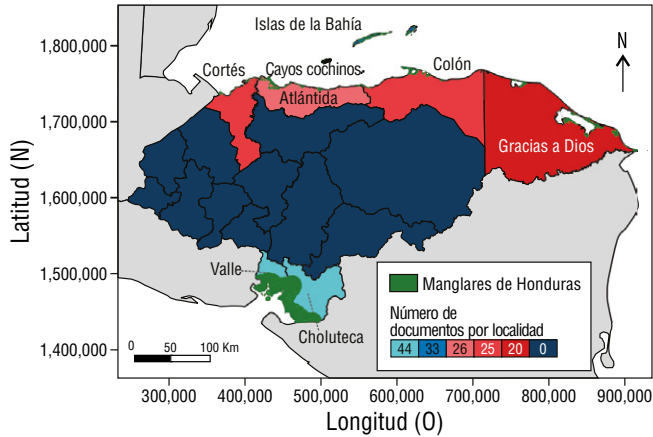 Islas de la Bahía
N
1,800,000
Cortés
Cayos cochinos
Colón
Atlántida
1,700,000
Gracias a Dios
Latitud (N)
1,600,000
1,500,000
Valle
Manglares de Honduras
Número de
documentos por localidad
44 33 26 25 20 0
Choluteca
1,400,000
0 50 100 Km
300,000 400,000 500,000 600,000 700,000 800,000 900,000
Longitud (O)